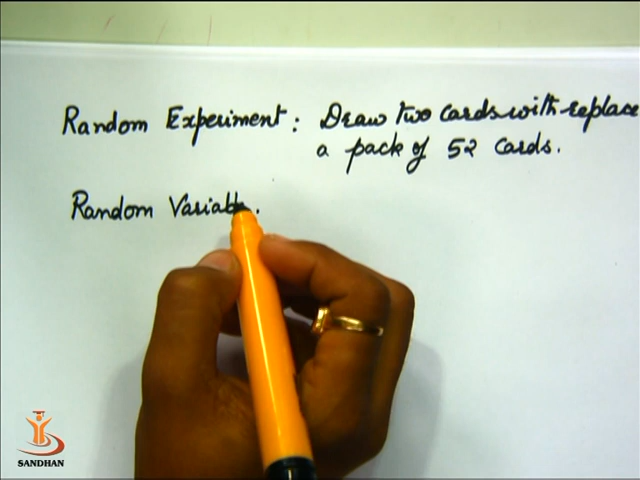 Random Experiment: Draw two cards with replace
a pack of 52 cards.
Random Variable.
SANDHAN